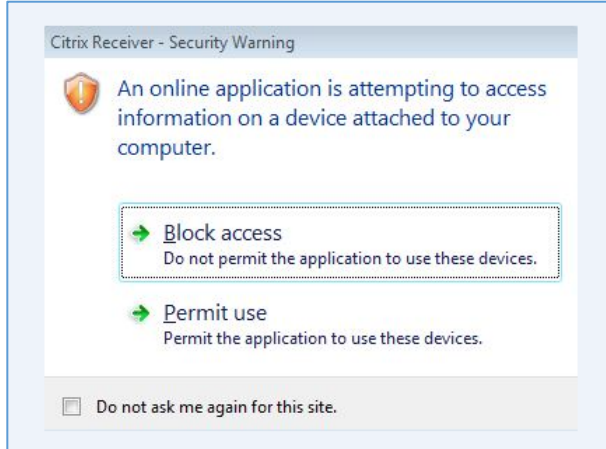 Citrix Receiver - Security Warning
An online application is attempting to access
information on a device attached to your
computer.
Block access
Do not permit the application to use these devices.
Permit use
Permit the application to use these devices.
Do not ask me again for this site.